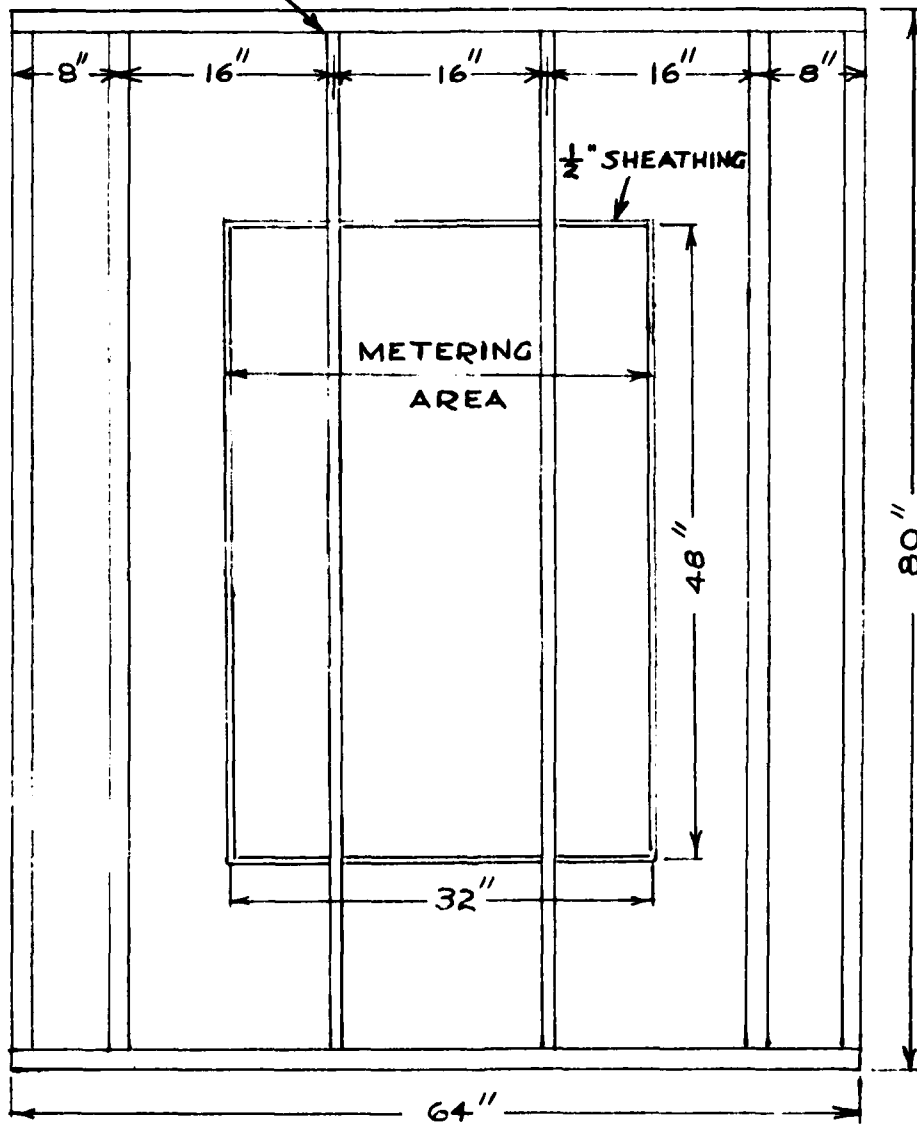 8" 16" 16" 16" 8"
1/2" SHEATHING
METERING
AREA
48"
80"
32"
64"